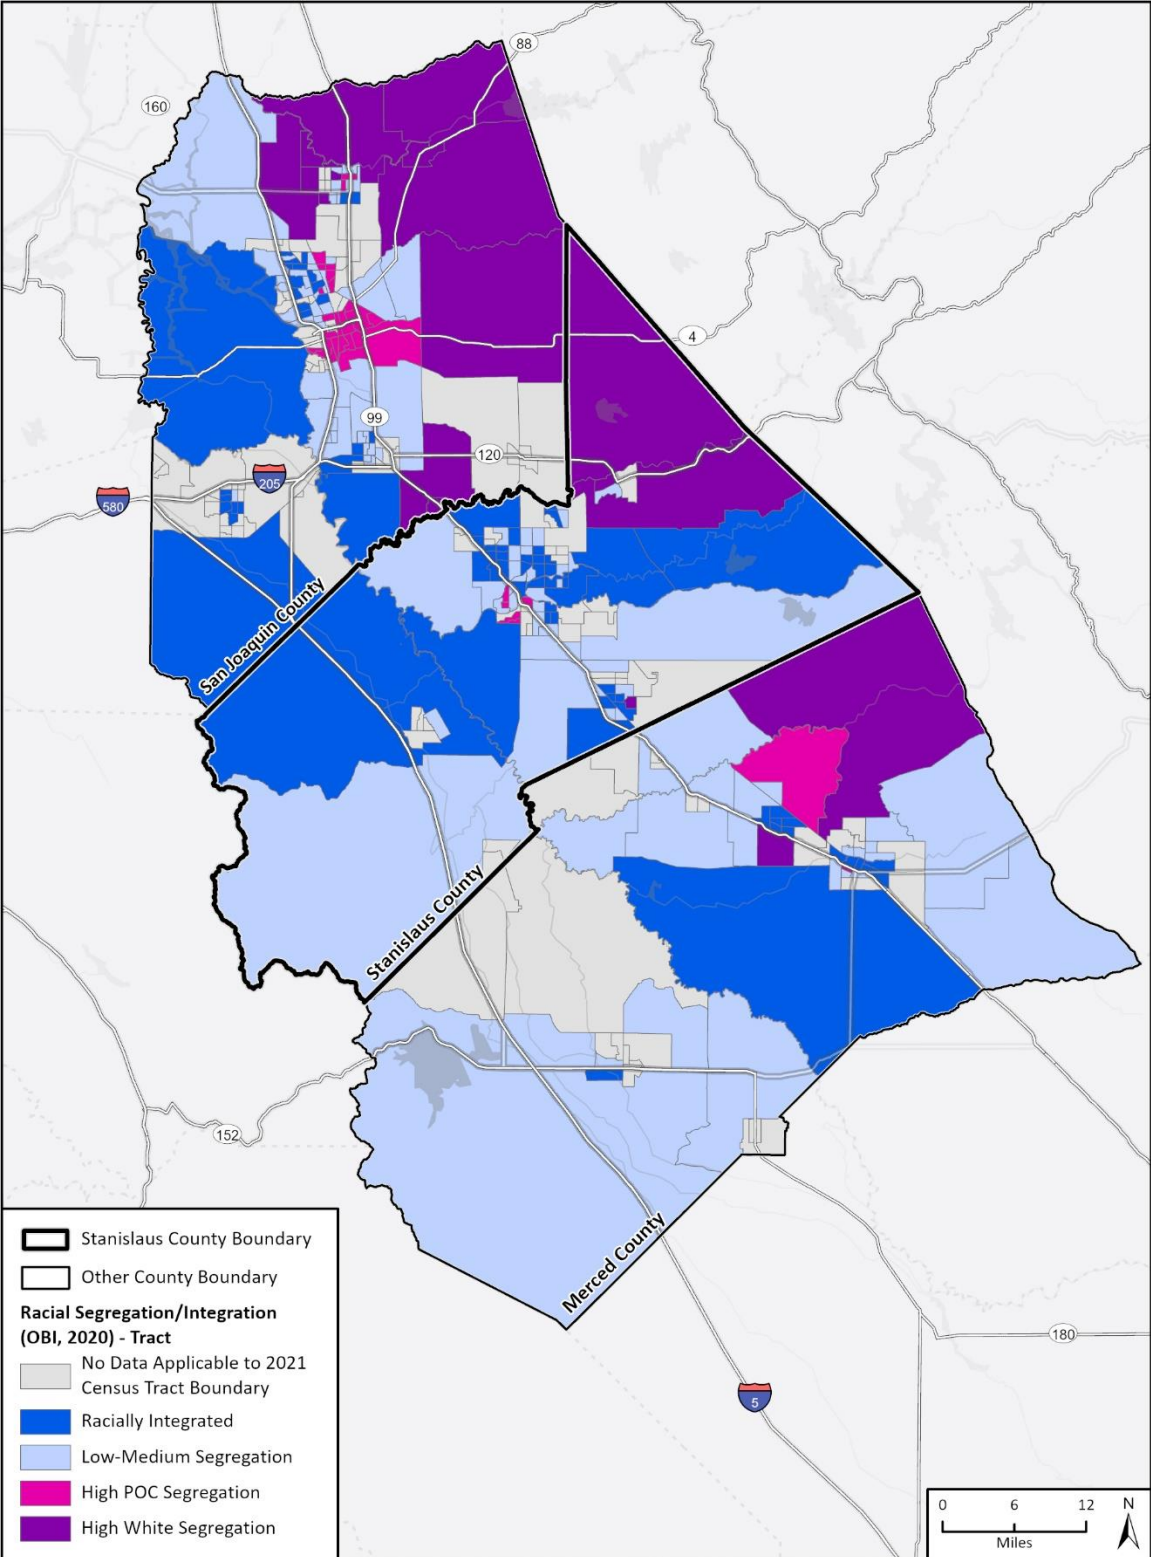 88
160
4
99
120
205
580
San Joaquin County
Stanislaus County
152
Merced County
Stanislaus County Boundary
Other County Boundary
Racial Segregation/Integration
(OBI, 2020) - Tract
No Data Applicable to 2021
Census Tract Boundary
Racially Integrated
Low-Medium Segregation
High POC Segregation
High White Segregation
180
5
0 6 12 N
Miles